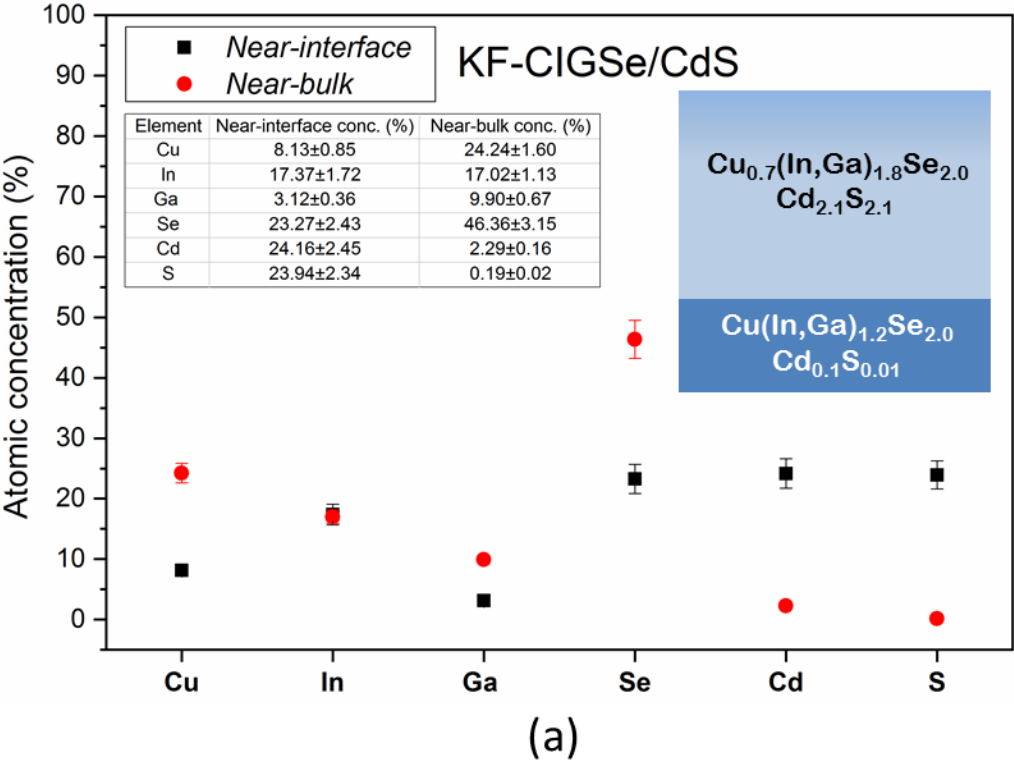 100
90
80
70
60
50
40
30
20
10
0
Atomic concentration (%)
Near-interface
Near-bulk
KF-CIGSe/CdS
Element Near-interface conc. (%) Near-bulk conc. (%)
Cu 8.13±0.85 24.24±1.60
In 17.37±1.72 17.02±1.13
Ga 3.12±0.36 9.90±0.67
Se 23.27±2.43 46.36±3.15
Cd 24.16±2.45 2.29±0.16
S 23.94±2.34 0.19±0.02
Cu0.7(In,Ga)1.8Se2.0
Cd2.1S2.1
Cu(In,Ga)1.2Se2.0
Cd0.1S0.01
Cu In Ga Se Cd S
(a)